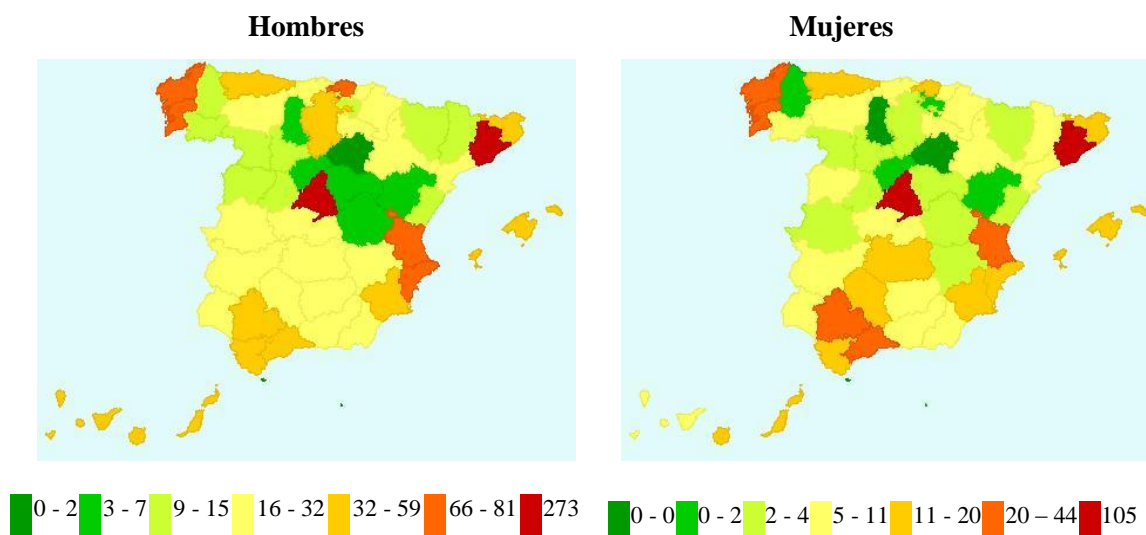 Hombres
Mujeres
0 - 2 3 - 7 9 - 15 16 - 32 32 - 59 66 - 81 273
0 - 0 0 - 2 2 - 4 5 - 11 11 - 20 20 – 44 105